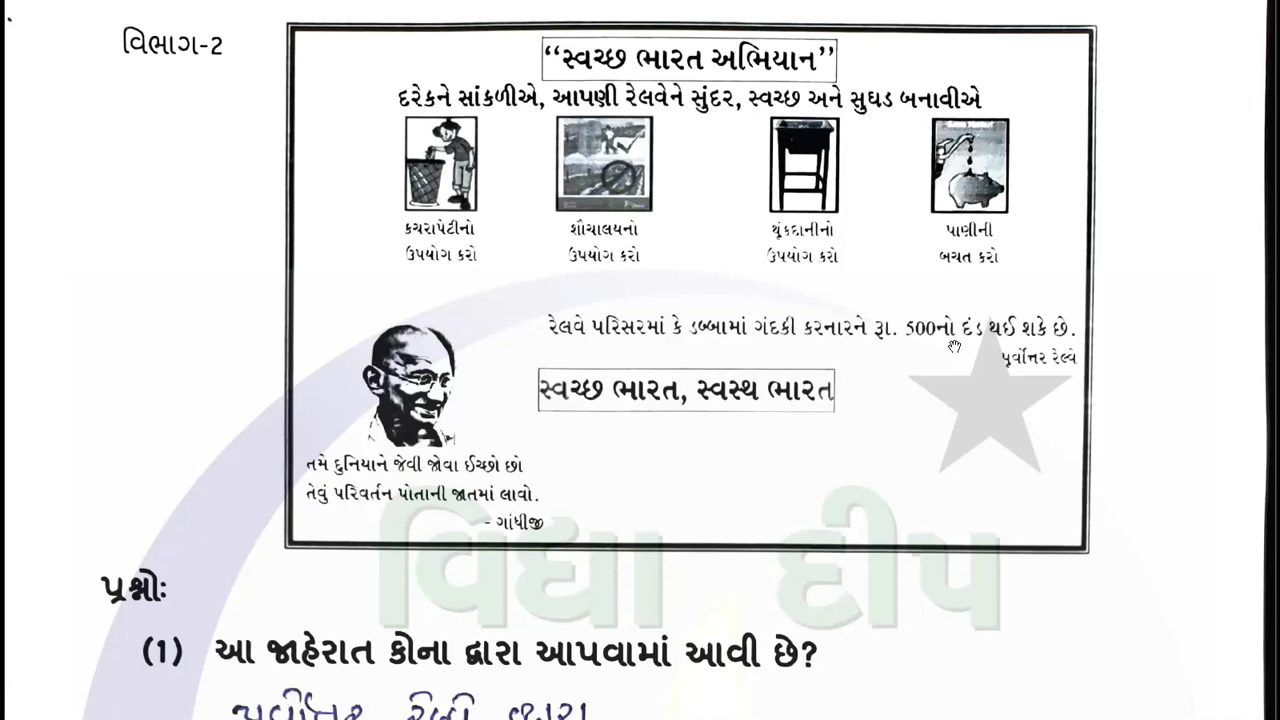 વિભાગ-2
“સ્વચ્છ ભારત અભિયાન”
દરેકને સાંકળીએ, આપણી રેલવેને સુંદર, સ્વચ્છ અને સુઘડ બનાવીએ
કચરાપેટીનો ઉપયોગ કરો
શૌચાલયનો ઉપયોગ કરો
થૂંકદાનીનો ઉપયોગ કરો
પાણીની બચત કરો
રેલવે પરિસરમાં કે ડબ્બામાં ગંદકી કરનારને રૂા. 500નો દંડ થઈ શકે છે.
પૂર્વોત્તર રેલ્વે
સ્વચ્છ ભારત, સ્વસ્થ ભારત
તમે દુનિયાને જેવી જોવા ઈચ્છો છો
તેવું પરિવર્તન પોતાની જાતમાં લાવો.
- ગાંધીજી
વિદ્યા દીપ
પ્રશ્નોઃ
(1) આ જાહેરાત કોના દ્વારા આપવામાં આવી છે?